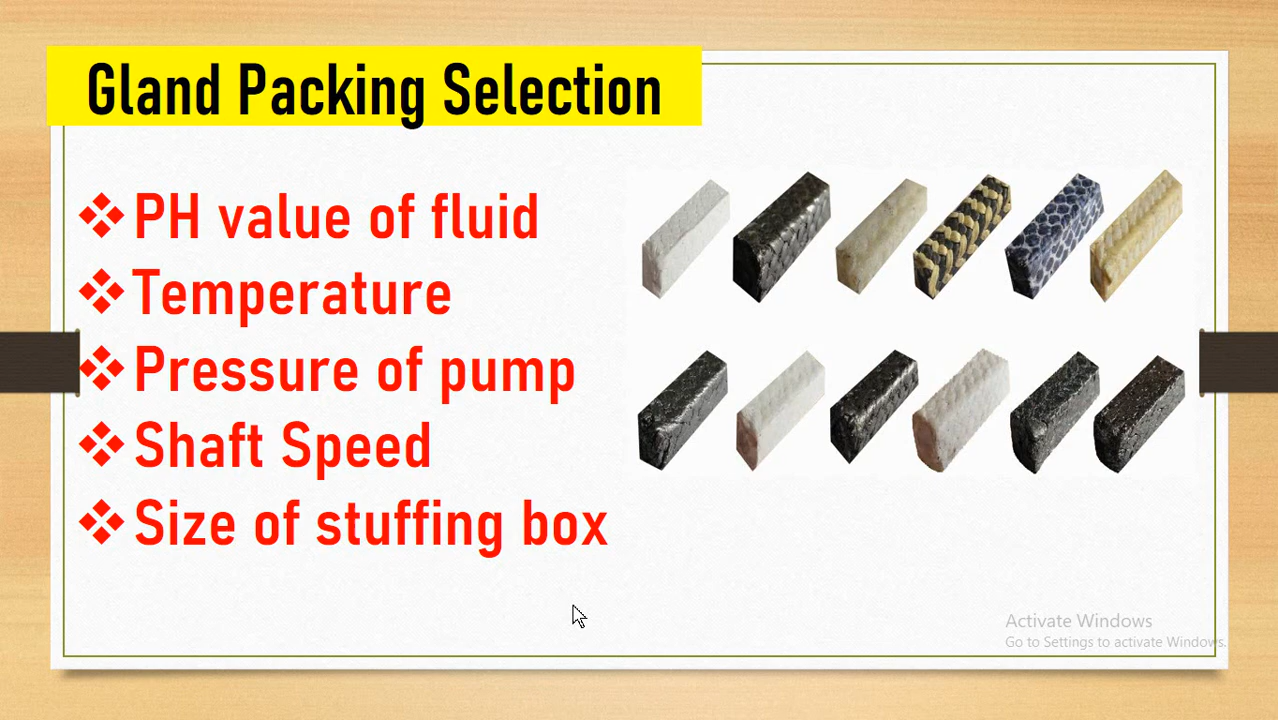 Gland Packing Selection
PH value of fluid
Temperature
Pressure of pump
Shaft Speed
Size of stuffing box
Activate Windows
Go to Settings to activate Windows.